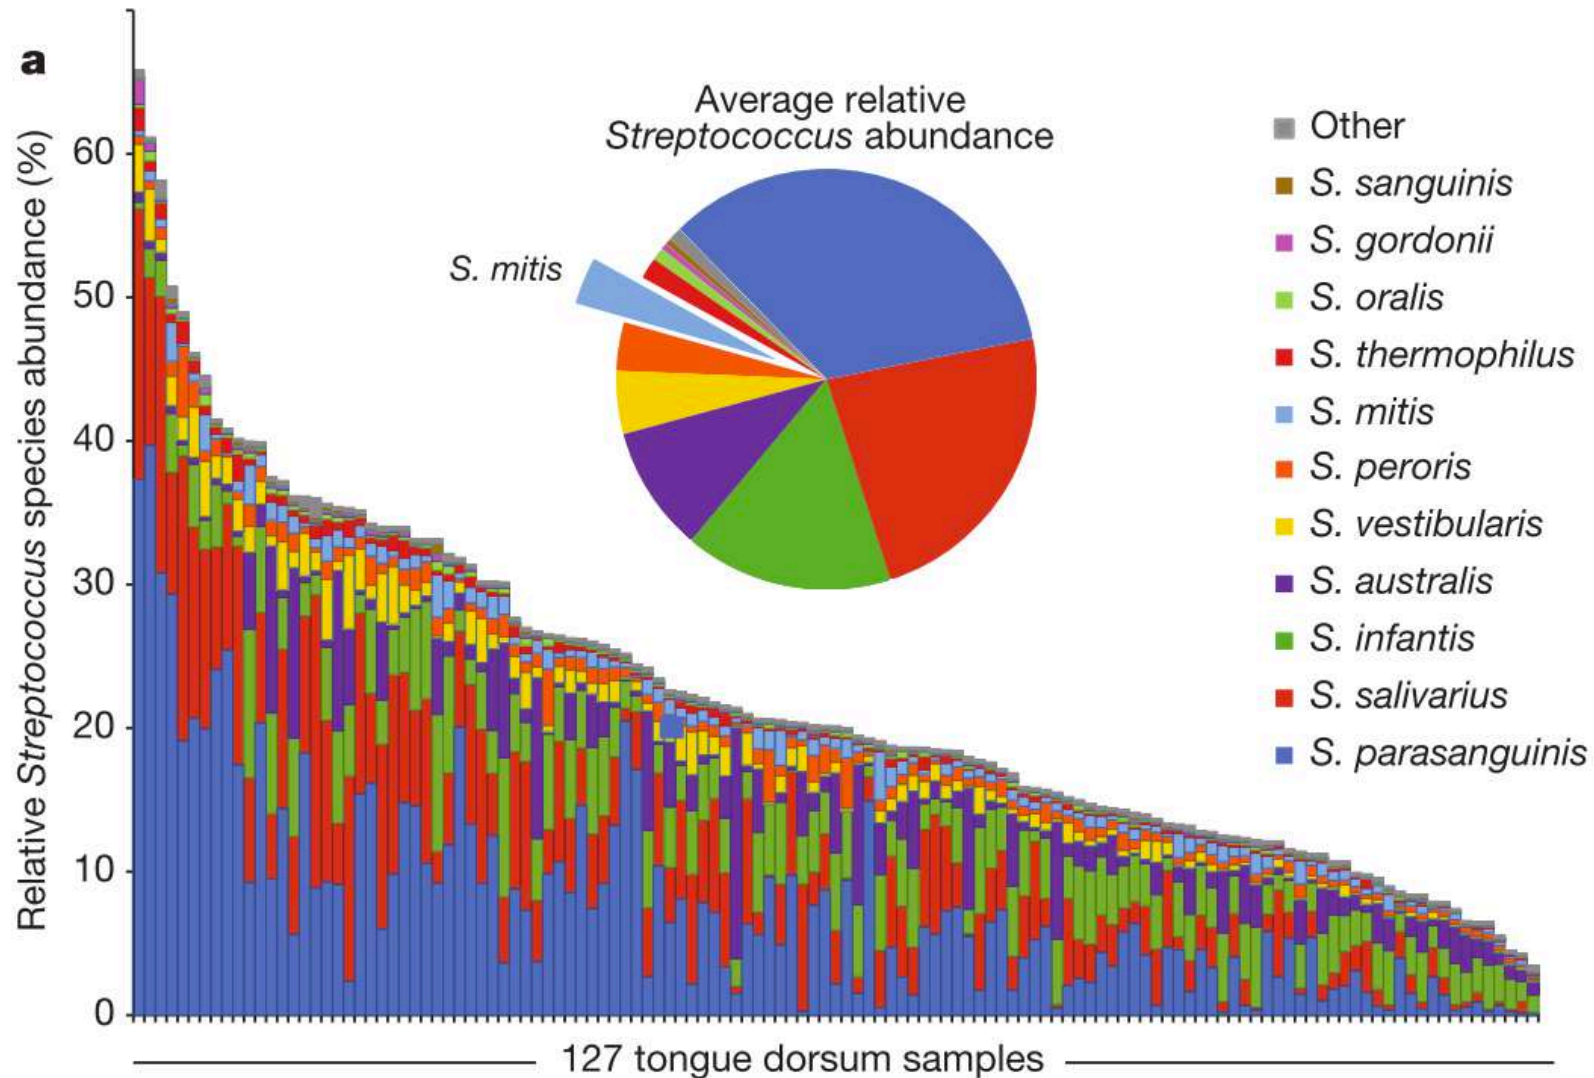 a
Relative Streptococcus species abundance (%)
60
50
40
30
20
10
0
Average relative
Streptococcus abundance
S. mitis
Other
S. sanguinis
S. gordonii
S. oralis
S. thermophilus
S. mitis
S. peroris
S. vestibularis
S. australis
S. infantis
S. salivarius
S. parasanguinis
127 tongue dorsum samples